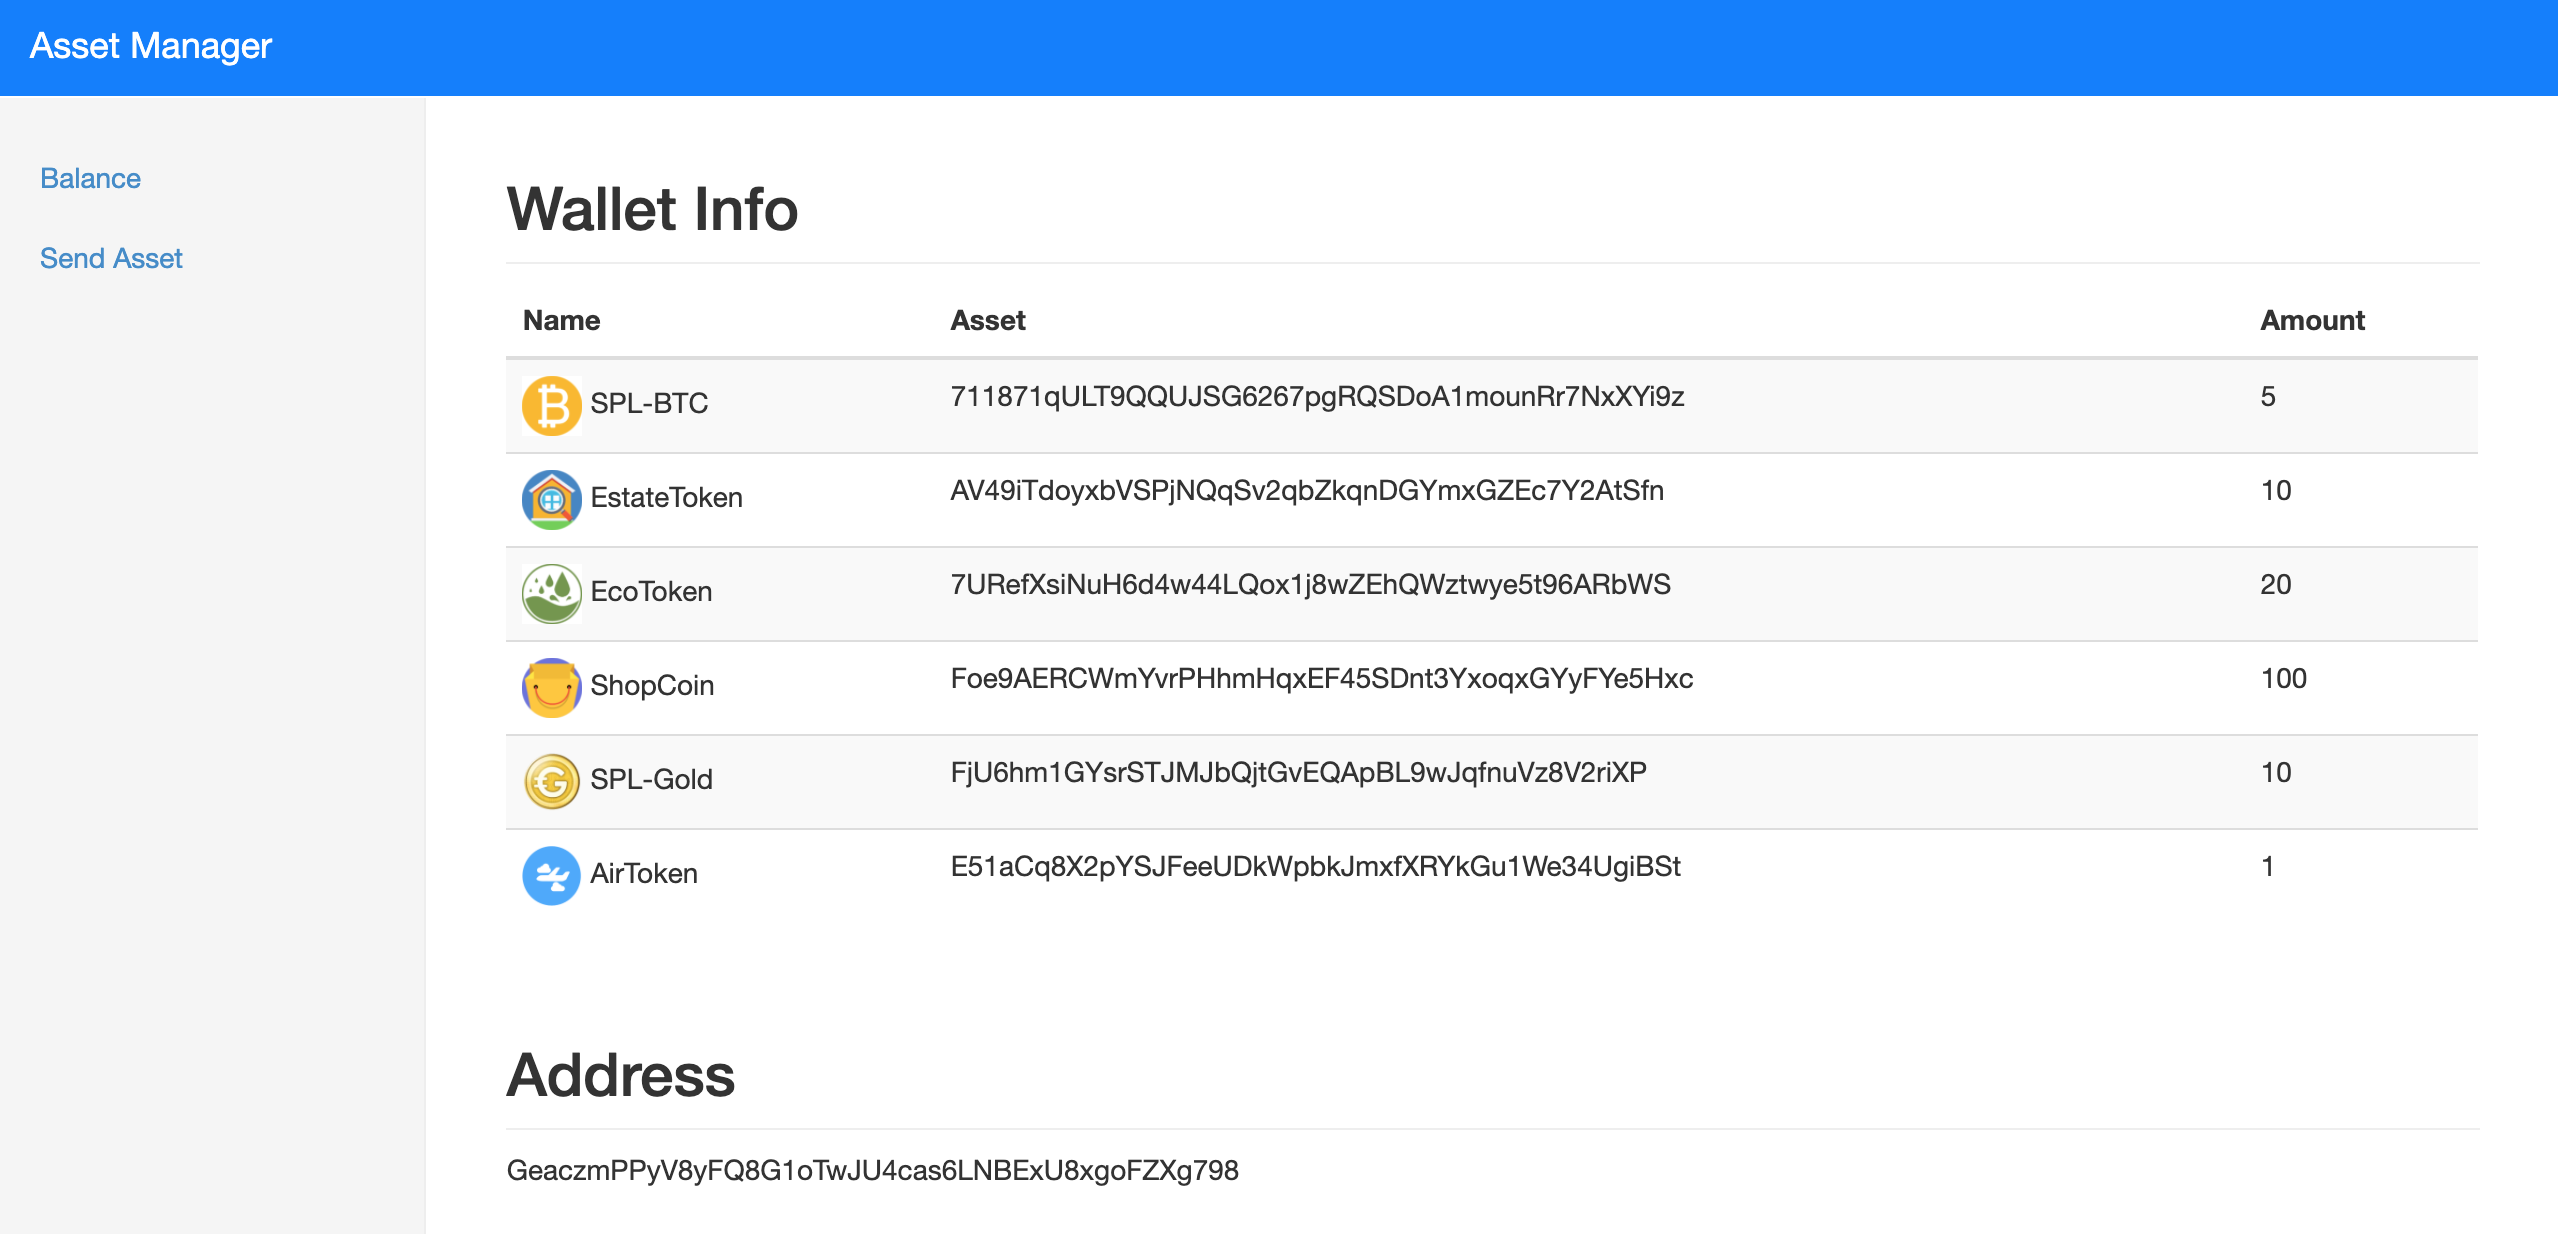 Asset Manager
Balance
Send Asset
Wallet Info
Name Asset Amount
SPL-BTC 711871qULT9QQUJSG6267pgRQSDoA1mounRr7NxXYi9z 5
EstateToken AV49iTdoyxbVSPjNQqSv2qbZkqnDGYmxGZEc7Y2AtSfn 10
EcoToken 7URefXsiNuH6d4w44LQox1j8wZEhQWztwye5t96ARbWS 20
ShopCoin Foe9AERCWmYvrPHhmHqxEF45SDnt3YxoqxGYyFYe5Hxc 100
SPL-Gold FjU6hm1GYsrSTJMJbQjtGvEQApBL9wJqfnuVz8V2riXP 10
AirToken E51aCq8X2pYSJFeeUDkWpbkJmxfXRYkGu1We34UgiBSt 1
Address
GeaczmPPyV8yFQ8G1oTwJU4cas6LNBExU8xgoFZXg798